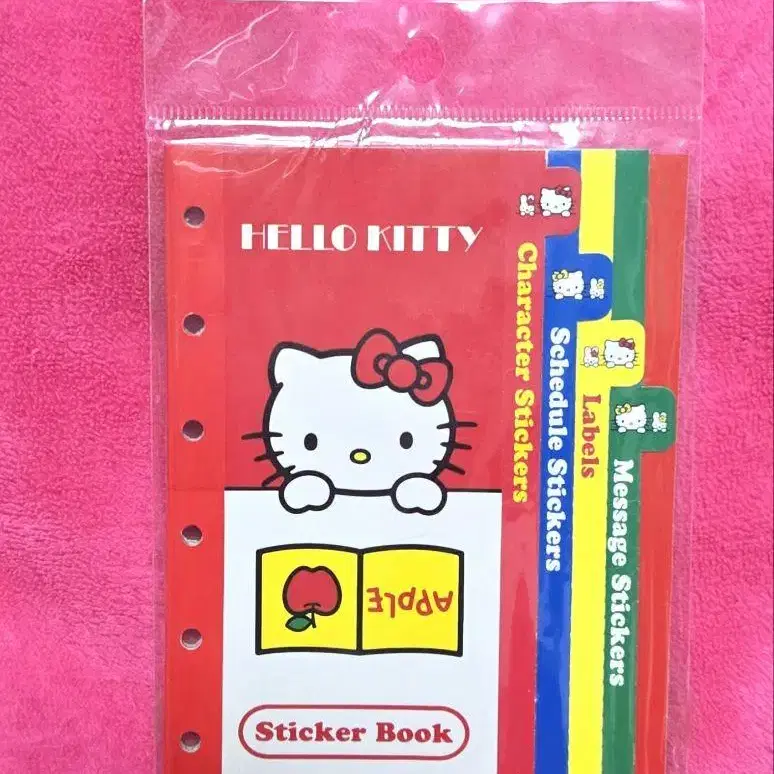 HELLO KITTY
Character Stickers
Schedule Stickers
Labels
Message Stickers
APPLE
Sticker Book